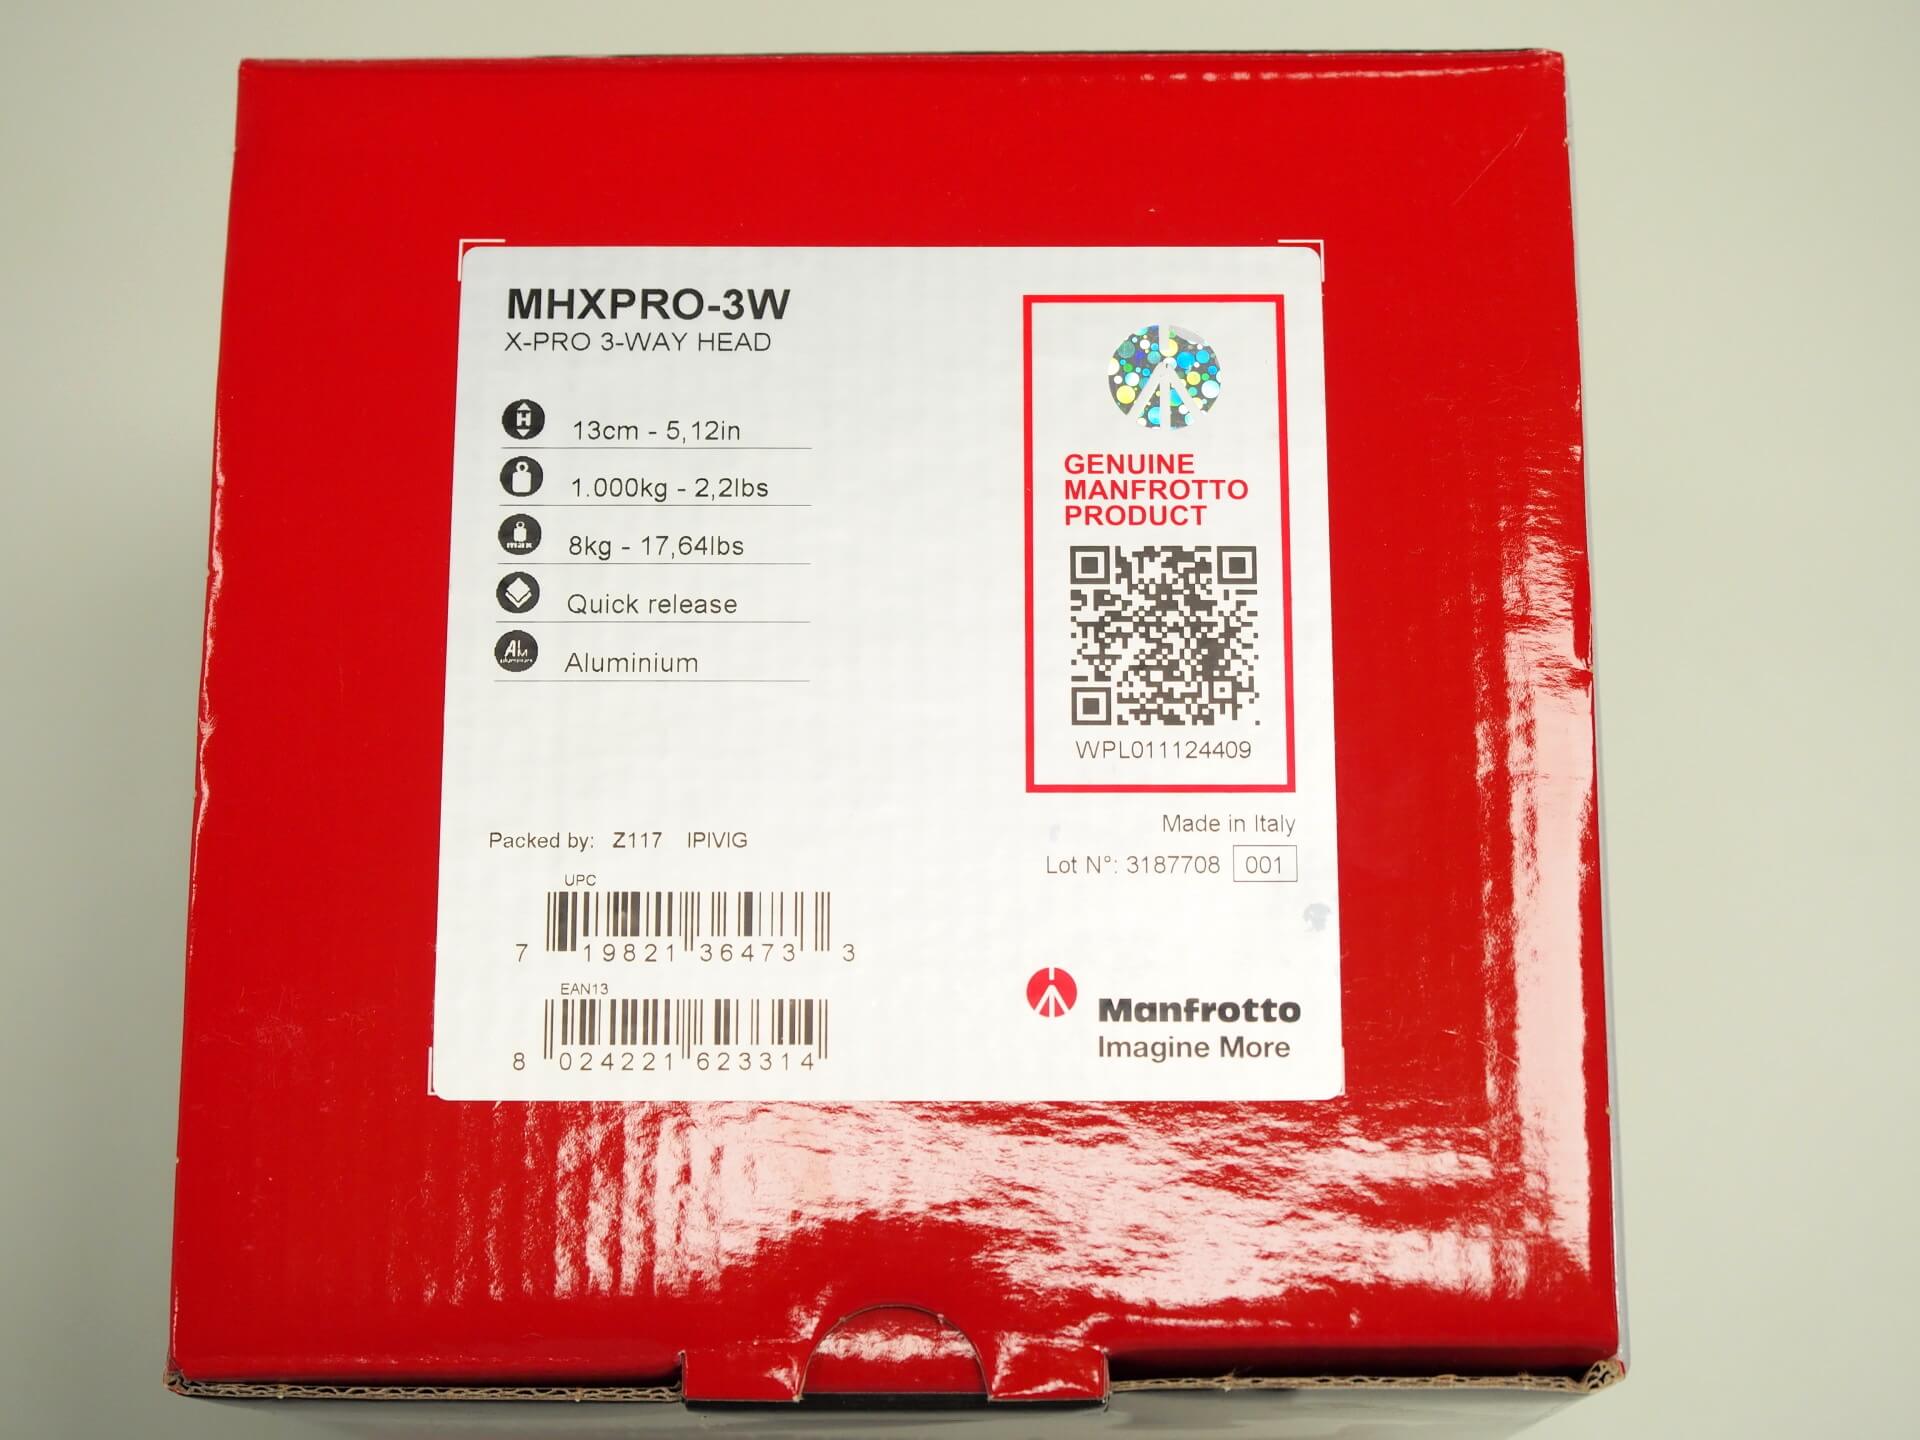 MHXPRO-3W
X-PRO 3-WAY HEAD
H
13cm - 5,12in
1.000kg - 2,2lbs
max
8kg - 17,64lbs
Quick release
Aluminium
GENUINE
MANFROTTO
PRODUCT
WPL011124409
Made in Italy
Lot N°: 3187708 001
Packed by: Z117 IPIVIG
UPC
7 19821 36473 3
EAN13
8 024221 623314
Manfrotto
Imagine More